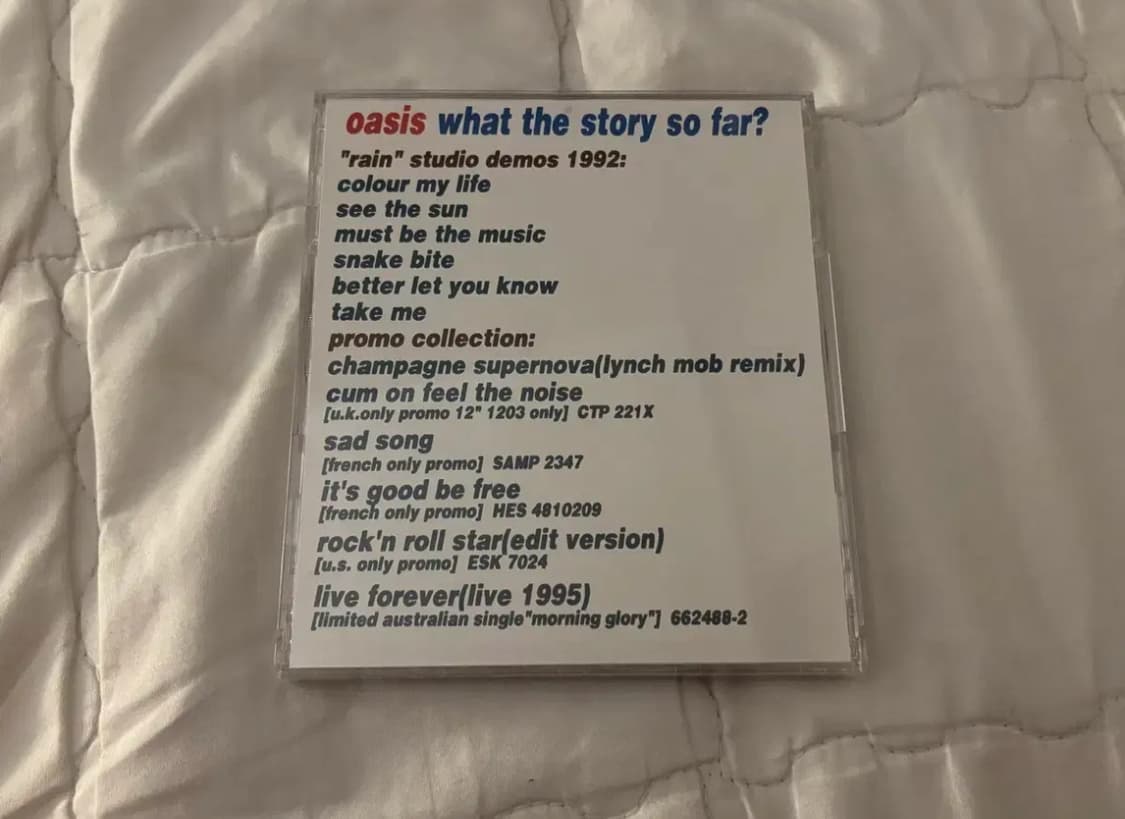 oasis what the story so far?
"rain" studio demos 1992:
colour my life
see the sun
must be the music
snake bite
better let you know
take me
promo collection:
champagne supernova(lynch mob remix)
cum on feel the noise
[u.k.only promo 12" 1203 only] CTP 221X
sad song
[french only promo] SAMP 2347
it's good be free
[french only promo] HES 4810209
rock'n roll star(edit version)
[u.s. only promo] ESK 7024
live forever(live 1995)
[limited australian single"morning glory"] 662488-2